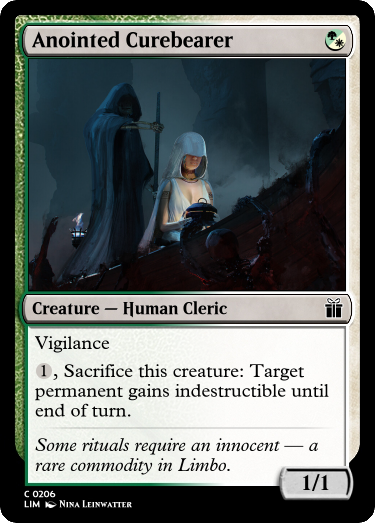 Anointed Curebearer
Creature — Human Cleric
Vigilance
1, Sacrifice this creature: Target
permanent gains indestructible until
end of turn.
Some rituals require an innocent — a
rare commodity in Limbo.
1/1
C 0206
LIM Nina Leinwatter